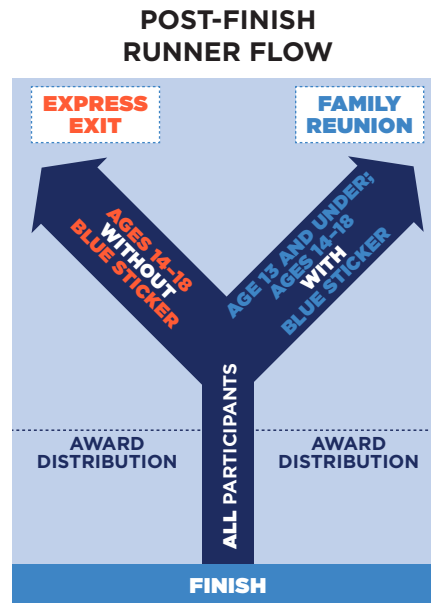 POST-FINISH
RUNNER FLOW
EXPRESS
EXIT
FAMILY
REUNION
AGES 14–18
WITHOUT
BLUE STICKER
AGE 13 AND UNDER;
AGES 14–18
WITH
BLUE STICKER
ALL PARTICIPANTS
AWARD
DISTRIBUTION
AWARD
DISTRIBUTION
FINISH